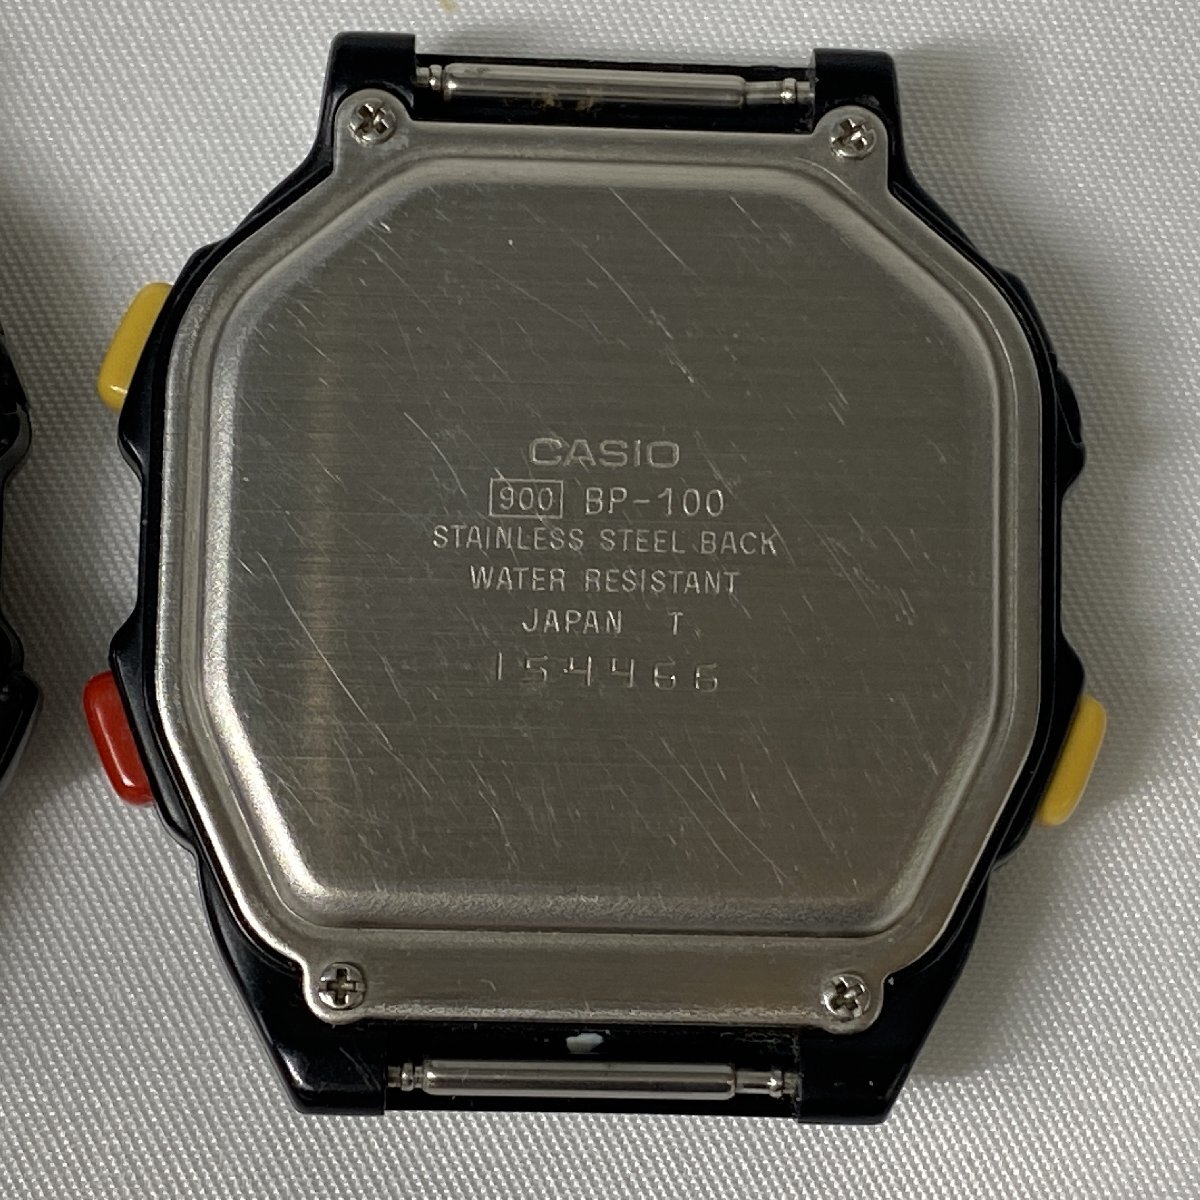 CASIO
900 BP-100
STAINLESS STEEL BACK
WATER RESISTANT
JAPAN T
154466